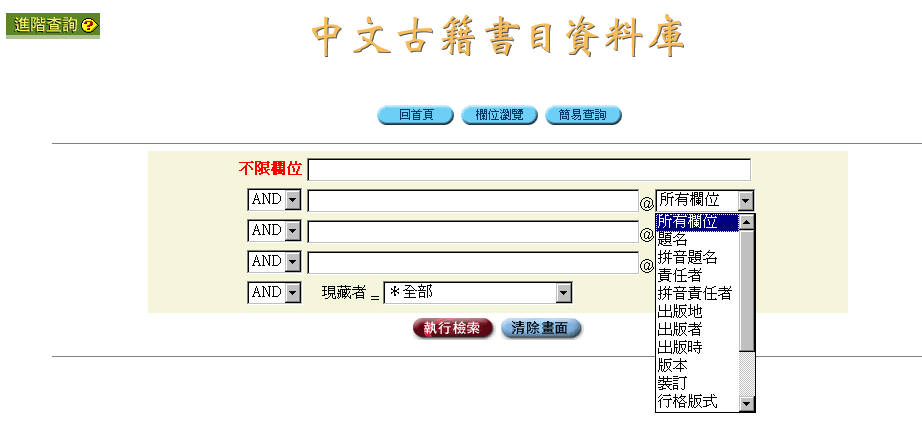 進階查詢
中文古籍書目資料庫
回首頁 欄位瀏覽 簡易查詢
不限欄位
AND @ 所有欄位
AND @
AND @
AND 現藏者 = *全部
所有欄位
題名
拼音題名
責任者
拼音責任者
出版地
出版者
出版時
版本
裝訂
行格版式
執行檢索 清除畫面